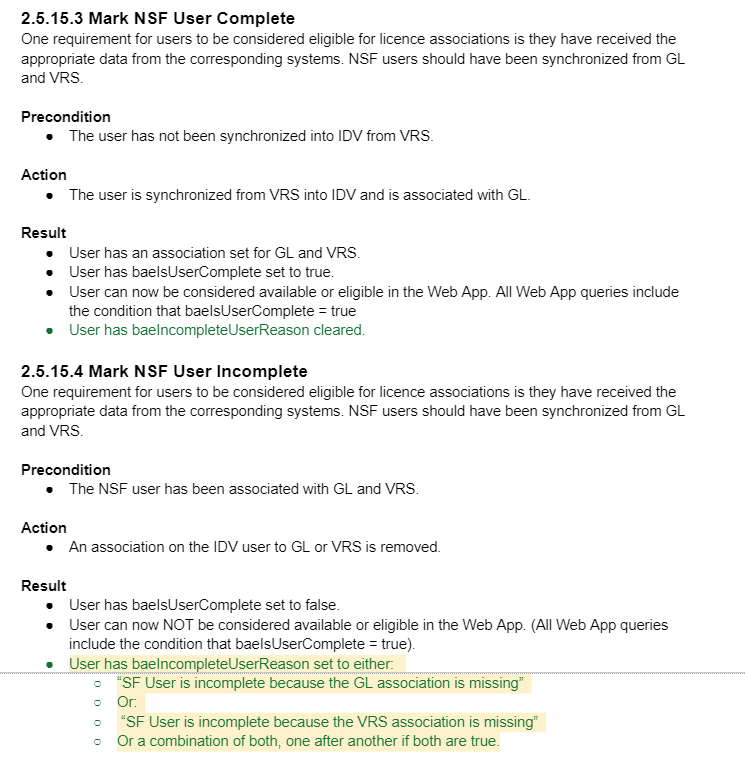 2.5.15.3 Mark NSF User Complete
One requirement for users to be considered eligible for licence associations is they have received the
appropriate data from the corresponding systems. NSF users should have been synchronized from GL
and VRS.
Precondition
● The user has not been synchronized into IDV from VRS.
Action
● The user is synchronized from VRS into IDV and is associated with GL.
Result
● User has an association set for GL and VRS.
● User has baeIsUserComplete set to true.
● User can now be considered available or eligible in the Web App. All Web App queries include
the condition that baeIsUserComplete = true
● User has baeIncompleteUserReason cleared.
2.5.15.4 Mark NSF User Incomplete
One requirement for users to be considered eligible for licence associations is they have received the
appropriate data from the corresponding systems. NSF users should have been synchronized from GL
and VRS.
Precondition
● The NSF user has been associated with GL and VRS.
Action
● An association on the IDV user to GL or VRS is removed.
Result
● User has baeIsUserComplete set to false.
● User can now NOT be considered available or eligible in the Web App. (All Web App queries
include the condition that baeIsUserComplete = true).
● User has baeIncompleteUserReason set to either:
○ “SF User is incomplete because the GL association is missing”
○ Or:
○ “SF User is incomplete because the VRS association is missing”
○ Or a combination of both, one after another if both are true.